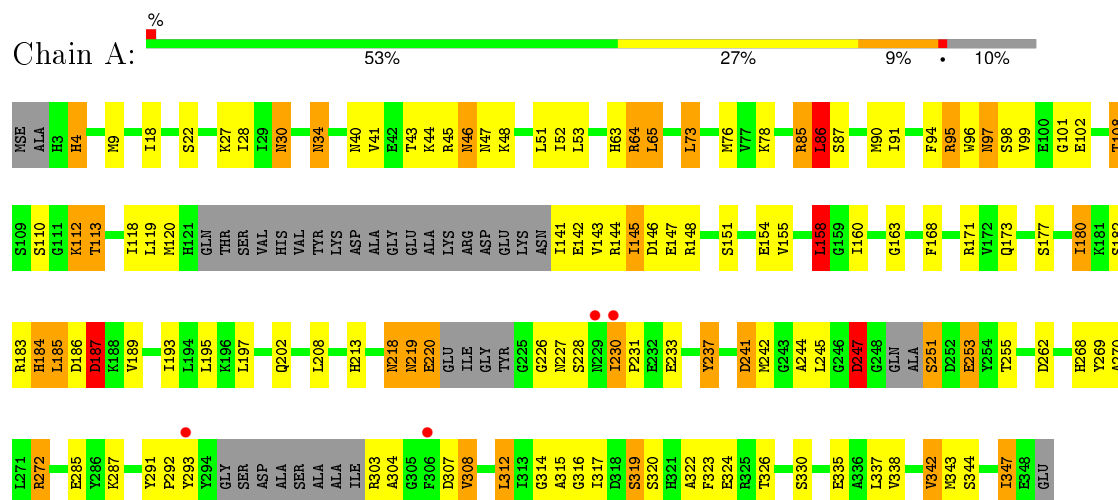 %
Chain A:
53% 27% 9% • 10%
MSE ALA H3 H4 M9 I18 S22 K27 I28 I29 N30 N34 N40 V41 E42 T43 K44 R45 N46 N47 K48 L51 I52 L53 H63 R64 L65 L73 M76 V77 K78 R85 L86 S87 M90 I91 F94 R95 W96 N97 S98 V99 E100 G101 E102 T108
S109 S110 G111 K112 T113 I118 L119 M120 H121 GLN THR SER VAL HIS VAL TYR LYS ASP ALA GLY GLU ALA LYS ARG ASP GLU LYS ASN I141 E142 V143 R144 I145 D146 E147 R148 S151 E154 V155 L158 G159 I160 G163 F168 R171 V172 Q173 S177 I180 K181 S182
R183 H184 L185 D186 D187 K188 V189 I193 L194 L195 K196 L197 Q202 L208 H213 N218 N219 E220 GLU ILE GLY TYR G225 G226 N227 S228 N229 I230 P231 E232 E233 Y237 D241 M242 G243 A244 L245 G246 D247 G248 GLN ALA S251 D252 E253 Y254 T255 D262 H268 Y269 A270
L271 R272 E285 Y286 K287 Y291 P292 Y293 Y294 GLY SER ASP ALA SER ALA ALA ILE R303 A304 G305 F306 D307 V308 L312 I313 G314 A315 G316 I317 D318 S319 S320 H321 A322 F323 E324 R325 T326 S330 E335 A336 L337 V338 V342 M343 S344 I347 E348 GLU